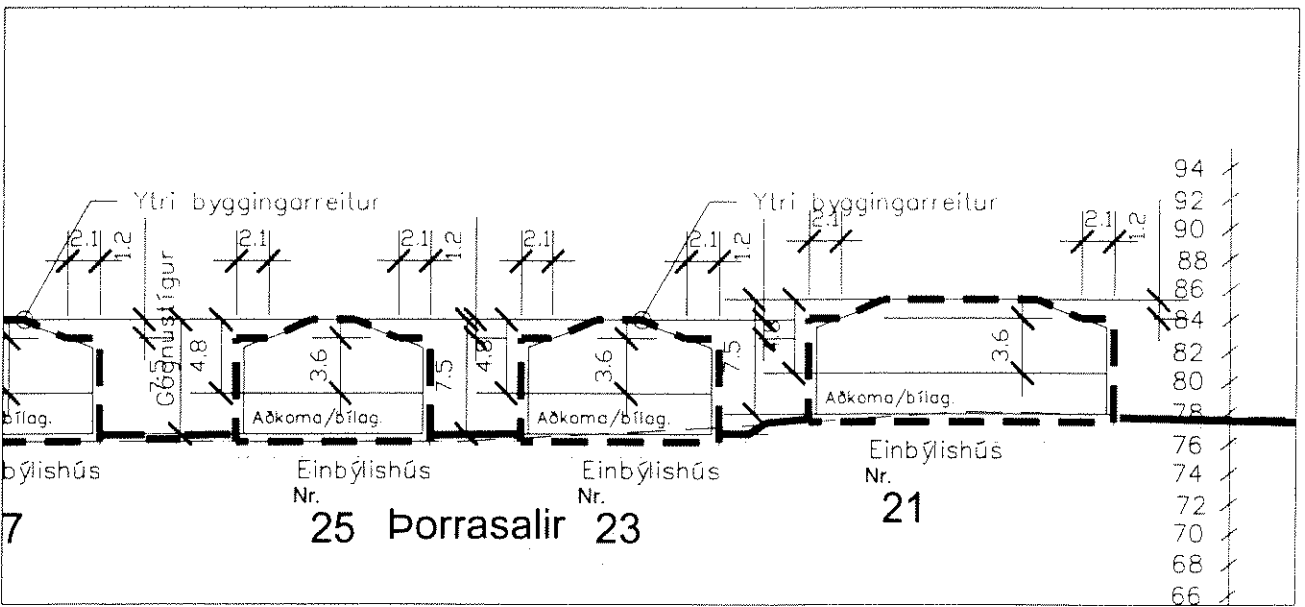 94
92
90
88
86
84
82
80
78
76
74
72
70
68
66
Ytri byggingarreitur
Ytri byggingarreitur
2.1
1.2
2.1
2.1
1.2
2.1
2.1
1.2
2.1
2.1
1.2
Göngustígur
7.5
4.8
3.6
7.5
4.8
3.6
7.5
3.6
bílag.
Aðkoma/bílag.
Aðkoma/bílag.
Aðkoma/bílag.
býlishús
Einbýlishús
Einbýlishús
Einbýlishús
Nr.
Nr.
Nr.
7
25 Þorrasalir 23
21